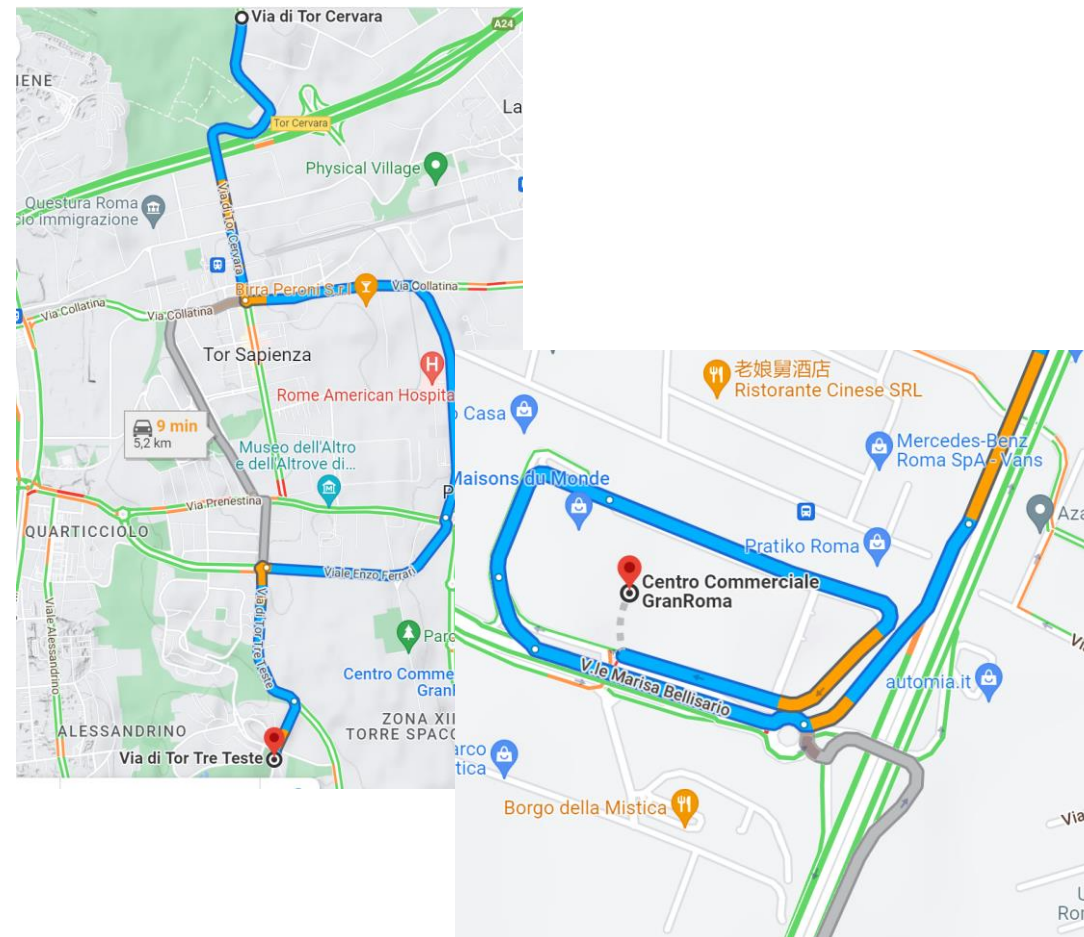 Via di Tor Cervara
A24
IENE
La
Tor Cervara
Physical Village
Questura Roma
cio immigrazione
Via di Tor Cervara
Birra Peroni S.r.l
Via Collatina
Via Collatina
Via Collatina
Tor Sapienza
Rome American Hospita
9 min
5,2 km
Museo dell'Altro
e dell'Altrove di...
Via Prenestina
P
QUARTICCIOLO
Viale Enzo Ferrari
Viale Alessandrino
Via di Tor Tre Teste
Parc
Centro Comme
Granl
ZONA XII
TORRE SPACC
ALESSANDRINO
Via di Tor Tre Teste
老娘舅酒店
Ristorante Cinese SRL
o Casa
Mercedes-Benz
Roma SpA - Vans
Maisons du Monde
Aza
Pratiko Roma
Centro Commerciale
GranRoma
V.le Marisa Bellisario
automia.it
arco
tica
Borgo della Mistica
Via
Ror